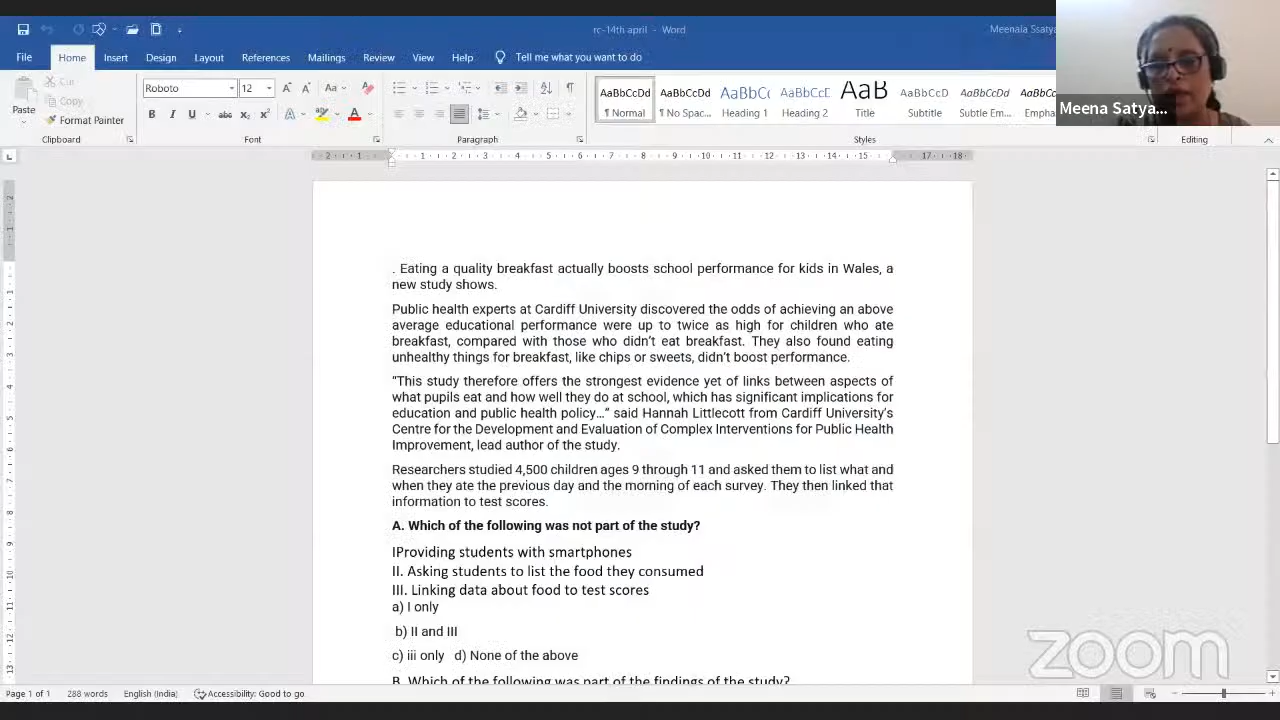 rc-14th april - Word
Meenala Ssatya
File Home Insert Design Layout References Mailings Review View Help Tell me what you want to do
Paste
Cut
Copy
Format Painter
Roboto 12
Clipboard Font Paragraph Styles Editing
AaBbCcDd AaBbCcDd AaBbCc AaBbCcC AaB AaBbCcD AaBbCcDd AaBbCc
¶ Normal ¶ No Spac... Heading 1 Heading 2 Title Subtitle Subtle Em... Empha
Meena Satya...
. Eating a quality breakfast actually boosts school performance for kids in Wales, a
new study shows.
Public health experts at Cardiff University discovered the odds of achieving an above
average educational performance were up to twice as high for children who ate
breakfast, compared with those who didn’t eat breakfast. They also found eating
unhealthy things for breakfast, like chips or sweets, didn’t boost performance.
“This study therefore offers the strongest evidence yet of links between aspects of
what pupils eat and how well they do at school, which has significant implications for
education and public health policy…” said Hannah Littlecott from Cardiff University’s
Centre for the Development and Evaluation of Complex Interventions for Public Health
Improvement, lead author of the study.
Researchers studied 4,500 children ages 9 through 11 and asked them to list what and
when they ate the previous day and the morning of each survey. They then linked that
information to test scores.
A. Which of the following was not part of the study?
IProviding students with smartphones
II. Asking students to list the food they consumed
III. Linking data about food to test scores
a) I only
b) II and III
c) iii only d) None of the above
B. Which of the following was part of the findings of the study?
zoom
Page 1 of 1 288 words English (India) Accessibility: Good to go